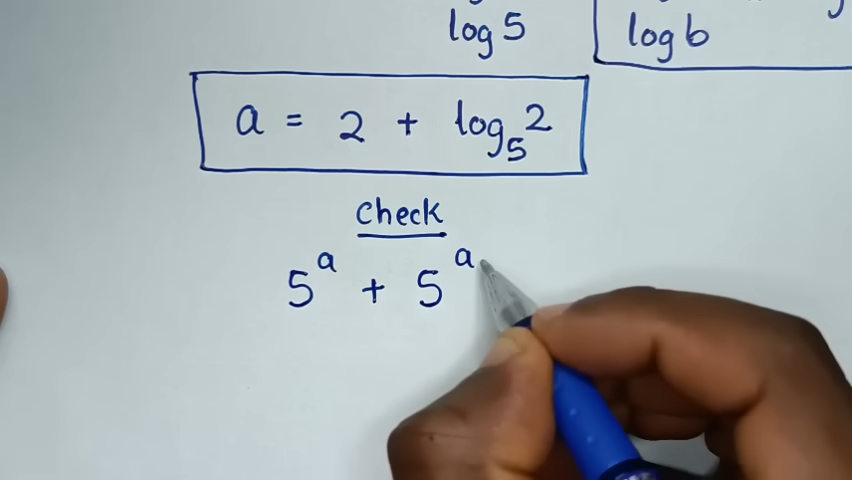 log 5
log b
a = 2 + log₅2
Check
5ᵃ + 5ᵃ